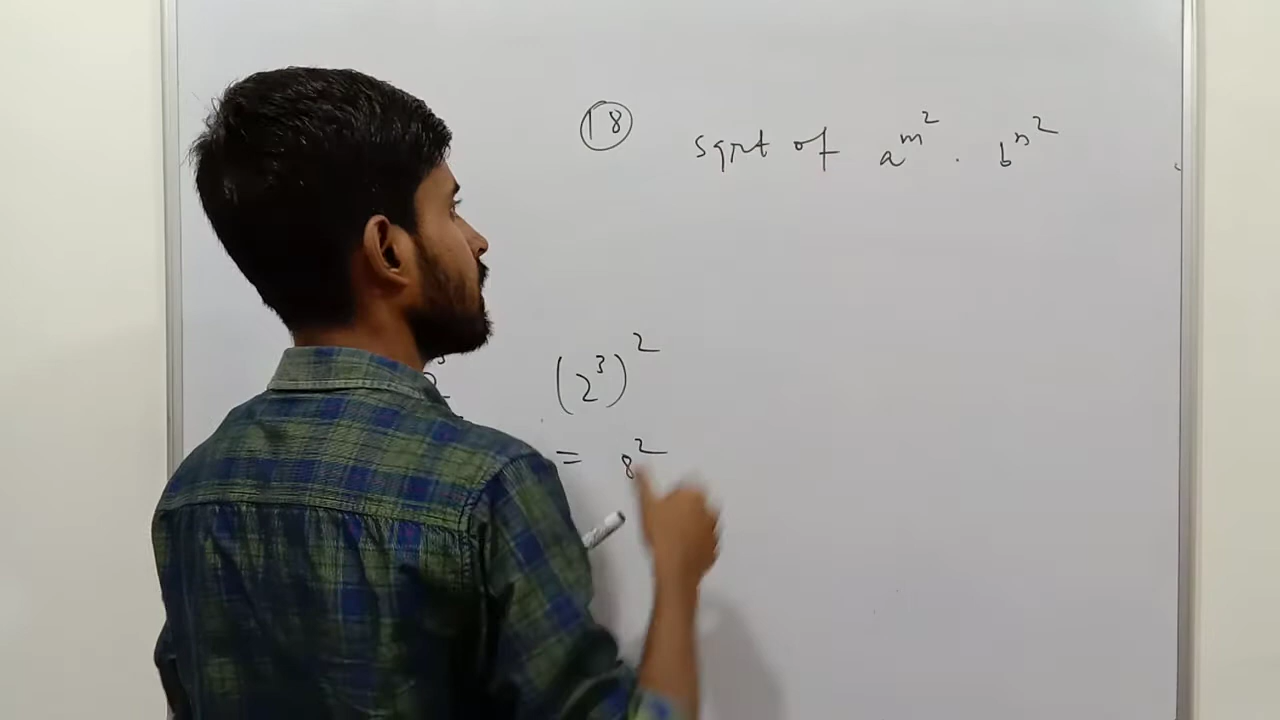 18 sqrt of a^m^2 . b^n^2
(2^3)^2
= 8^2